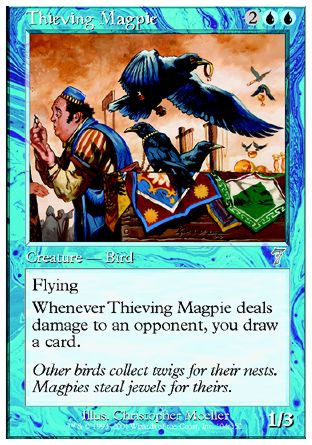 Thieving Magpie 2
Creature — Bird
Flying
Whenever Thieving Magpie deals
damage to an opponent, you draw
a card.
Other birds collect twigs for their nests.
Magpies steal jewels for theirs.
Illus. Christopher Moeller
1/3